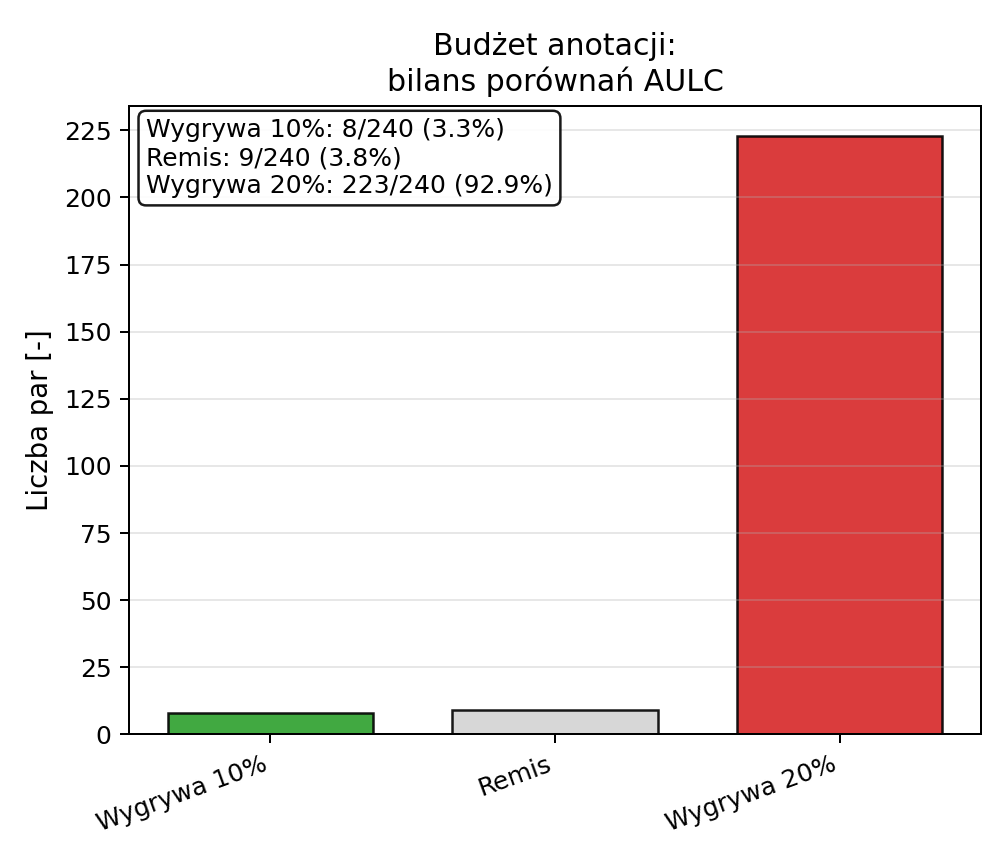 Budżet anotacji:
bilans porównań AULC
Wygrywa 10%: 8/240 (3.3%)
Remis: 9/240 (3.8%)
Wygrywa 20%: 223/240 (92.9%)
Liczba par [-]
225
200
175
150
125
100
75
50
25
0
Wygrywa 10%
Remis
Wygrywa 20%